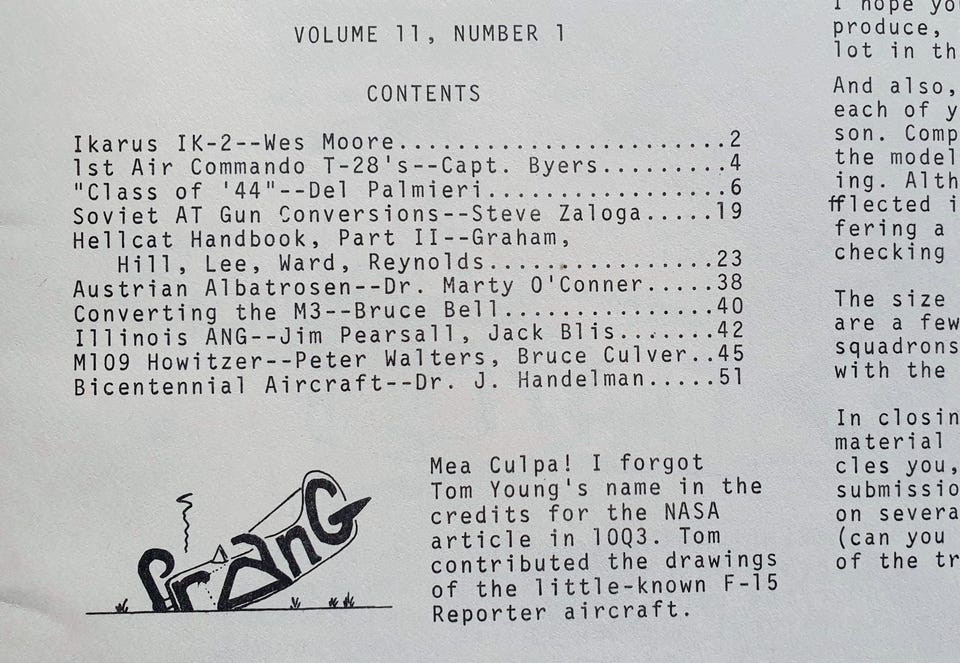 VOLUME 11, NUMBER 1
CONTENTS
Ikarus IK-2--Wes Moore.......................2
1st Air Commando T-28's--Capt. Byers.........4
"Class of '44"--Del Palmieri.................6
Soviet AT Gun Conversions--Steve Zaloga.....19
Hellcat Handbook, Part II--Graham,
Hill, Lee, Ward, Reynolds................23
Austrian Albatrosen--Dr. Marty O'Conner.....38
Converting the M3--Bruce Bell...............40
Illinois ANG--Jim Pearsall, Jack Blis.......42
M109 Howitzer--Peter Walters, Bruce Culver..45
Bicentennial Aircraft--Dr. J. Handelman.....51
prANG
Mea Culpa! I forgot
Tom Young's name in the
credits for the NASA
article in 10Q3. Tom
contributed the drawings
of the little-known F-15
Reporter aircraft.
I hope yo
produce,
lot in th
And also,
each of y
son. Comp
the model
ing. Alth
flected i
fering a
checking
The size
are a few
squadrons
with the
In closin
material
cles you,
submissio
on severa
(can you
of the tr